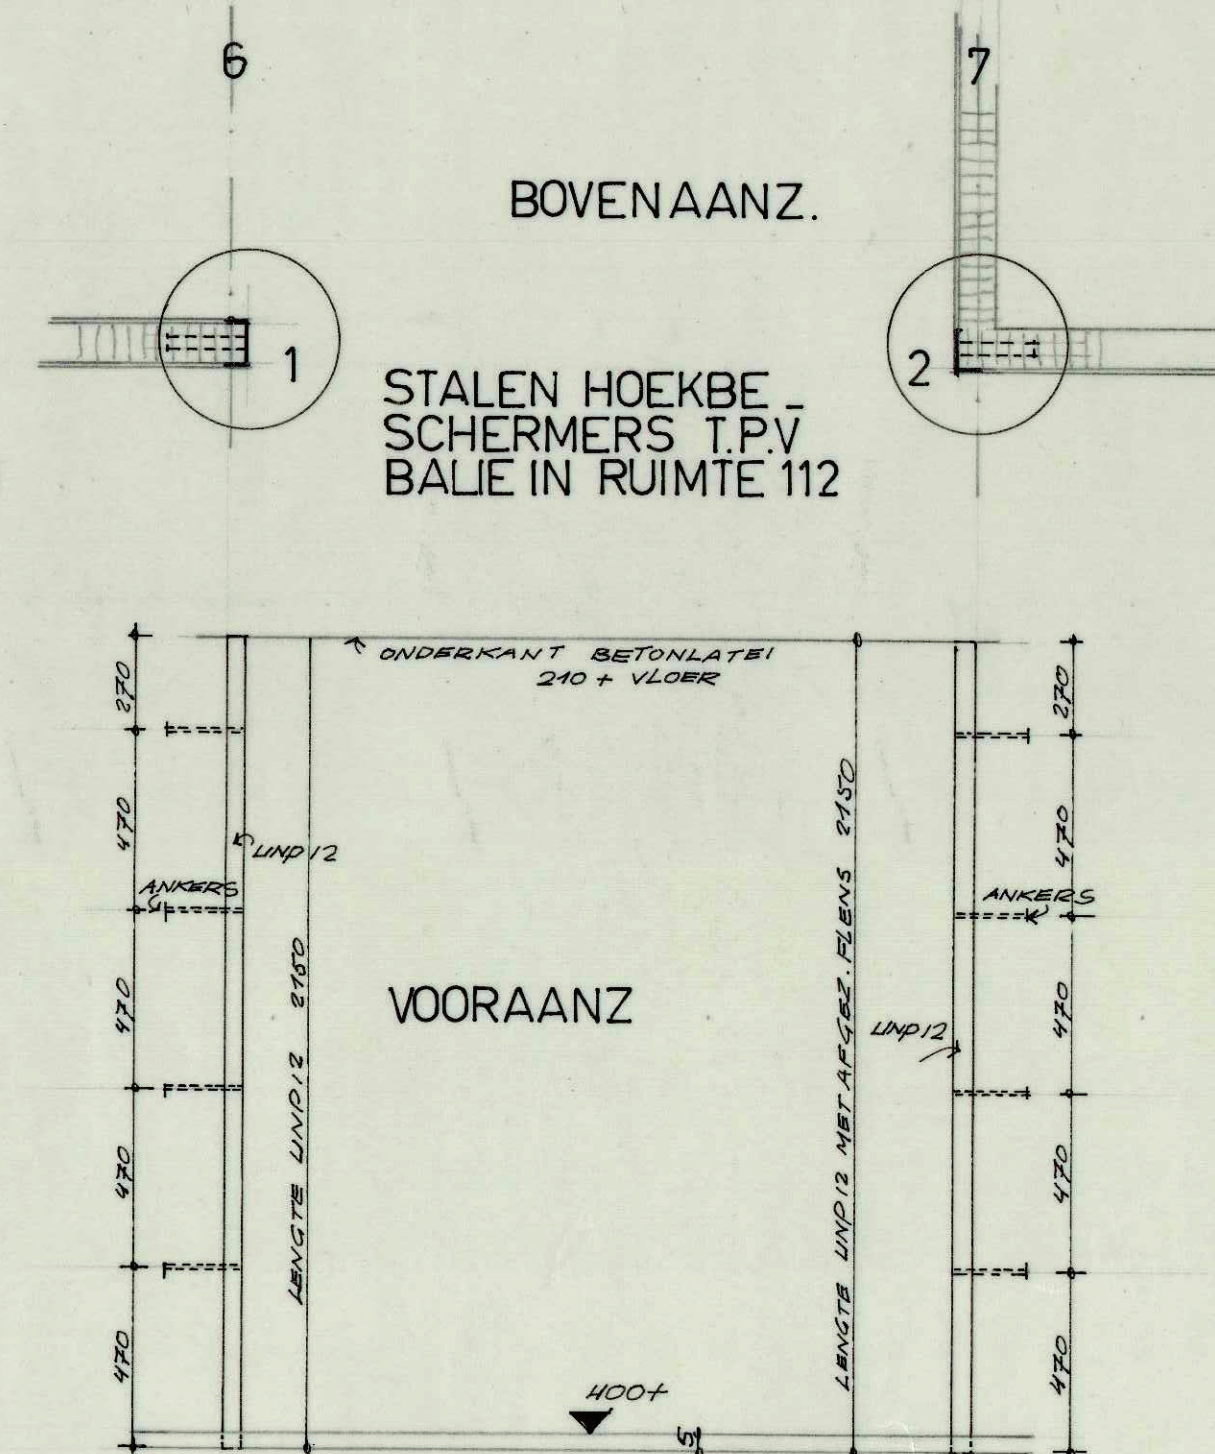 6
7
BOVENAANZ.
1
2
STALEN HOEKBE_
SCHERMERS T.P.V
BALIE IN RUIMTE 112
ONDERKANT BETONLATEI
210 + VLOER
270
470
470
470
470
UNP12
ANKERS
LENGTE UNP12 2150
VOORAANZ
LENGTE UNP12 MET AFGEZ. FLENS 2150
UNP12
ANKERS
270
470
470
470
470
400+
5